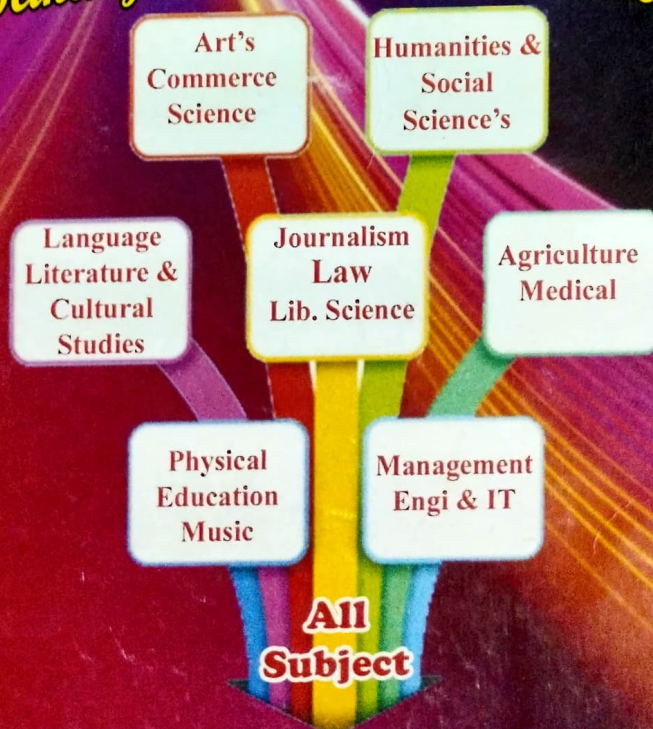 Art's
Commerce
Science
Humanities &
Social
Science's
Language
Literature &
Cultural
Studies
Journalism
Law
Lib. Science
Agriculture
Medical
Physical
Education
Music
Management
Engi & IT
All
Subject